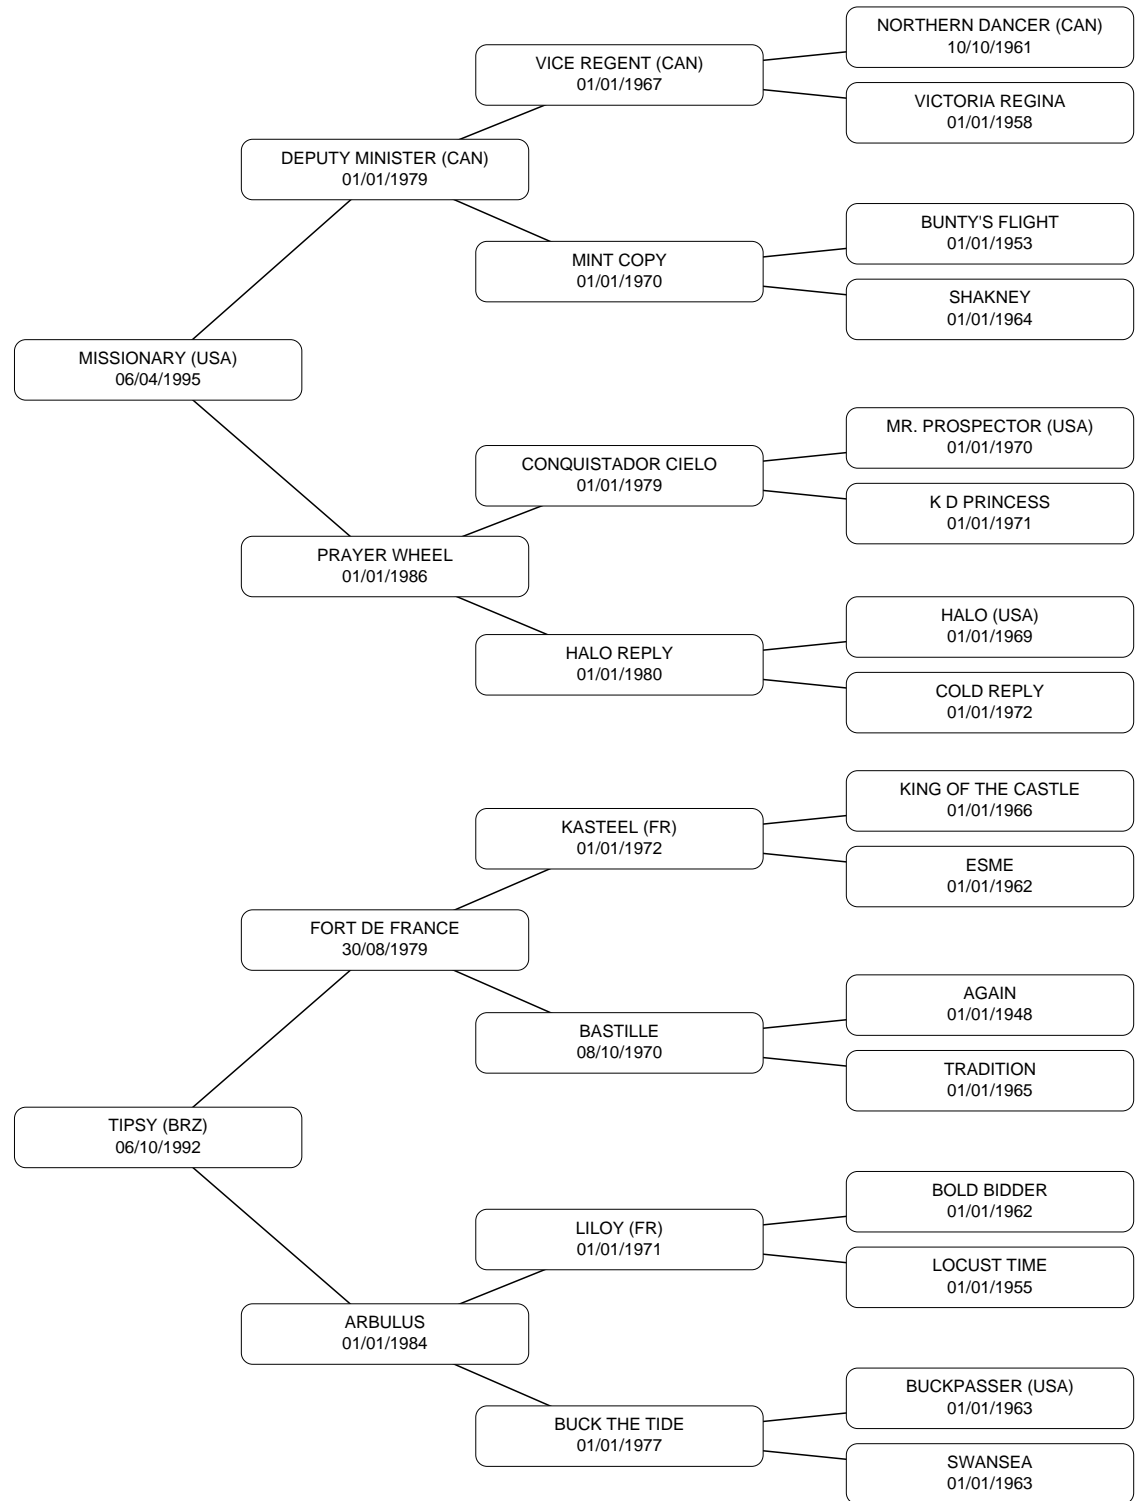 NORTHERN DANCER (CAN)
10/10/1961
VICE REGENT (CAN)
01/01/1967
VICTORIA REGINA
01/01/1958
DEPUTY MINISTER (CAN)
01/01/1979
BUNTY'S FLIGHT
01/01/1953
MINT COPY
01/01/1970
SHAKNEY
01/01/1964
MISSIONARY (USA)
06/04/1995
MR. PROSPECTOR (USA)
01/01/1970
CONQUISTADOR CIELO
01/01/1979
K D PRINCESS
01/01/1971
PRAYER WHEEL
01/01/1986
HALO (USA)
01/01/1969
HALO REPLY
01/01/1980
COLD REPLY
01/01/1972
KING OF THE CASTLE
01/01/1966
KASTEEL (FR)
01/01/1972
ESME
01/01/1962
FORT DE FRANCE
30/08/1979
AGAIN
01/01/1948
BASTILLE
08/10/1970
TRADITION
01/01/1965
TIPSY (BRZ)
06/10/1992
BOLD BIDDER
01/01/1962
LILOY (FR)
01/01/1971
LOCUST TIME
01/01/1955
ARBULUS
01/01/1984
BUCKPASSER (USA)
01/01/1963
BUCK THE TIDE
01/01/1977
SWANSEA
01/01/1963